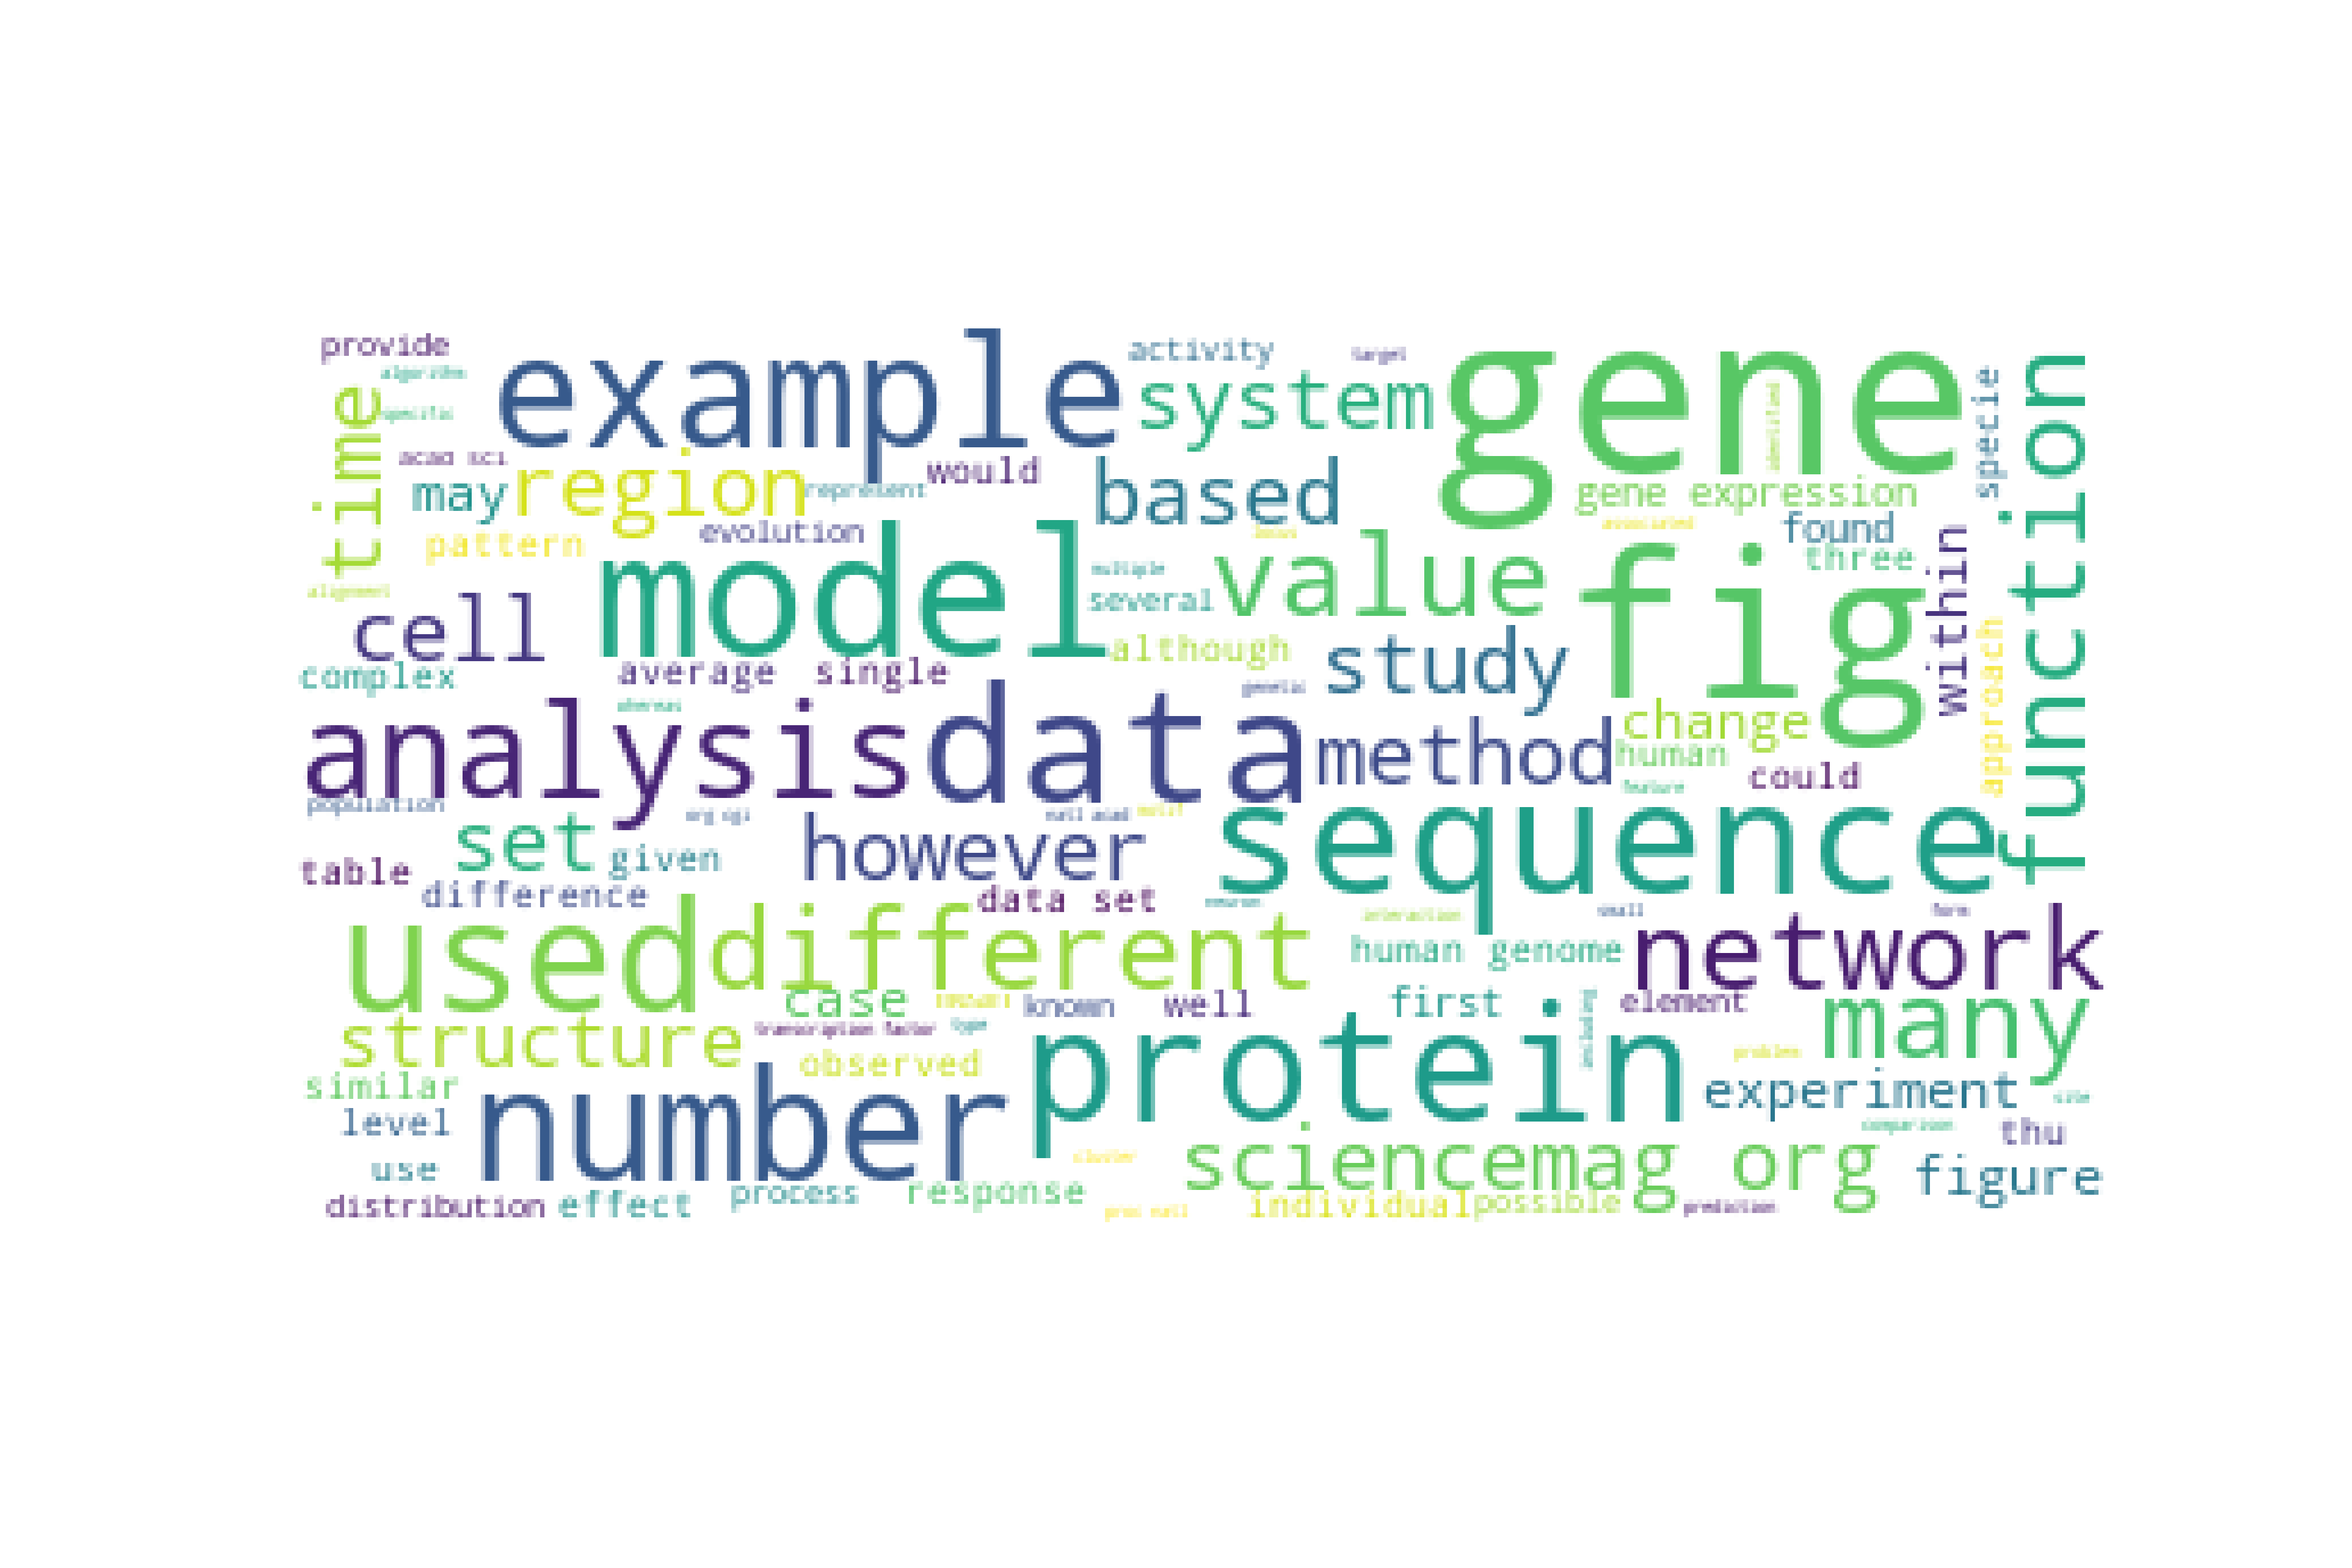 provide
example
activity
target
gene
system
algorithm
specific
time
function
specie
identified
acad sci
would
region
may
represent
based
gene expression
evolution
pattern
associated
found
three
model
value
fig
within
multiple
several
alignment
cell
although
study
approach
complex
average
single
analysis
data
change
method
human
could
feature
whereas
population
org cgi
natl acad
motif
sequence
set
given
however
table
difference
data set
neuron
interaction
small
form
used
different
human genome
network
case
known
well
first
element
including
many
structure
transcription factor
type
observed
protein
problem
similar
experiment
size
level
number
comparison
thu
use
cluster
sciencemag org
figure
distribution
effect
process
response
proc natl
individual
possible
prediction